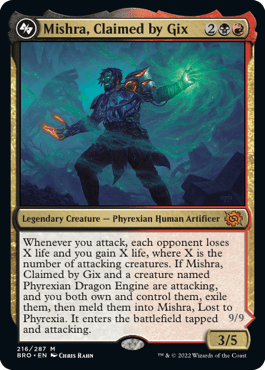 Mishra, Claimed by Gix 2
Legendary Creature — Phyrexian Human Artificer
Whenever you attack, each opponent loses
X life and you gain X life, where X is the
number of attacking creatures. If Mishra,
Claimed by Gix and a creature named
Phyrexian Dragon Engine are attacking,
and you both own and control them, exile
them, then meld them into Mishra, Lost to
Phyrexia. It enters the battlefield tapped
and attacking.
9/9
3/5
216/287 M
BRO • EN Chris Rahn
™ & © 2022 Wizards of the Coast